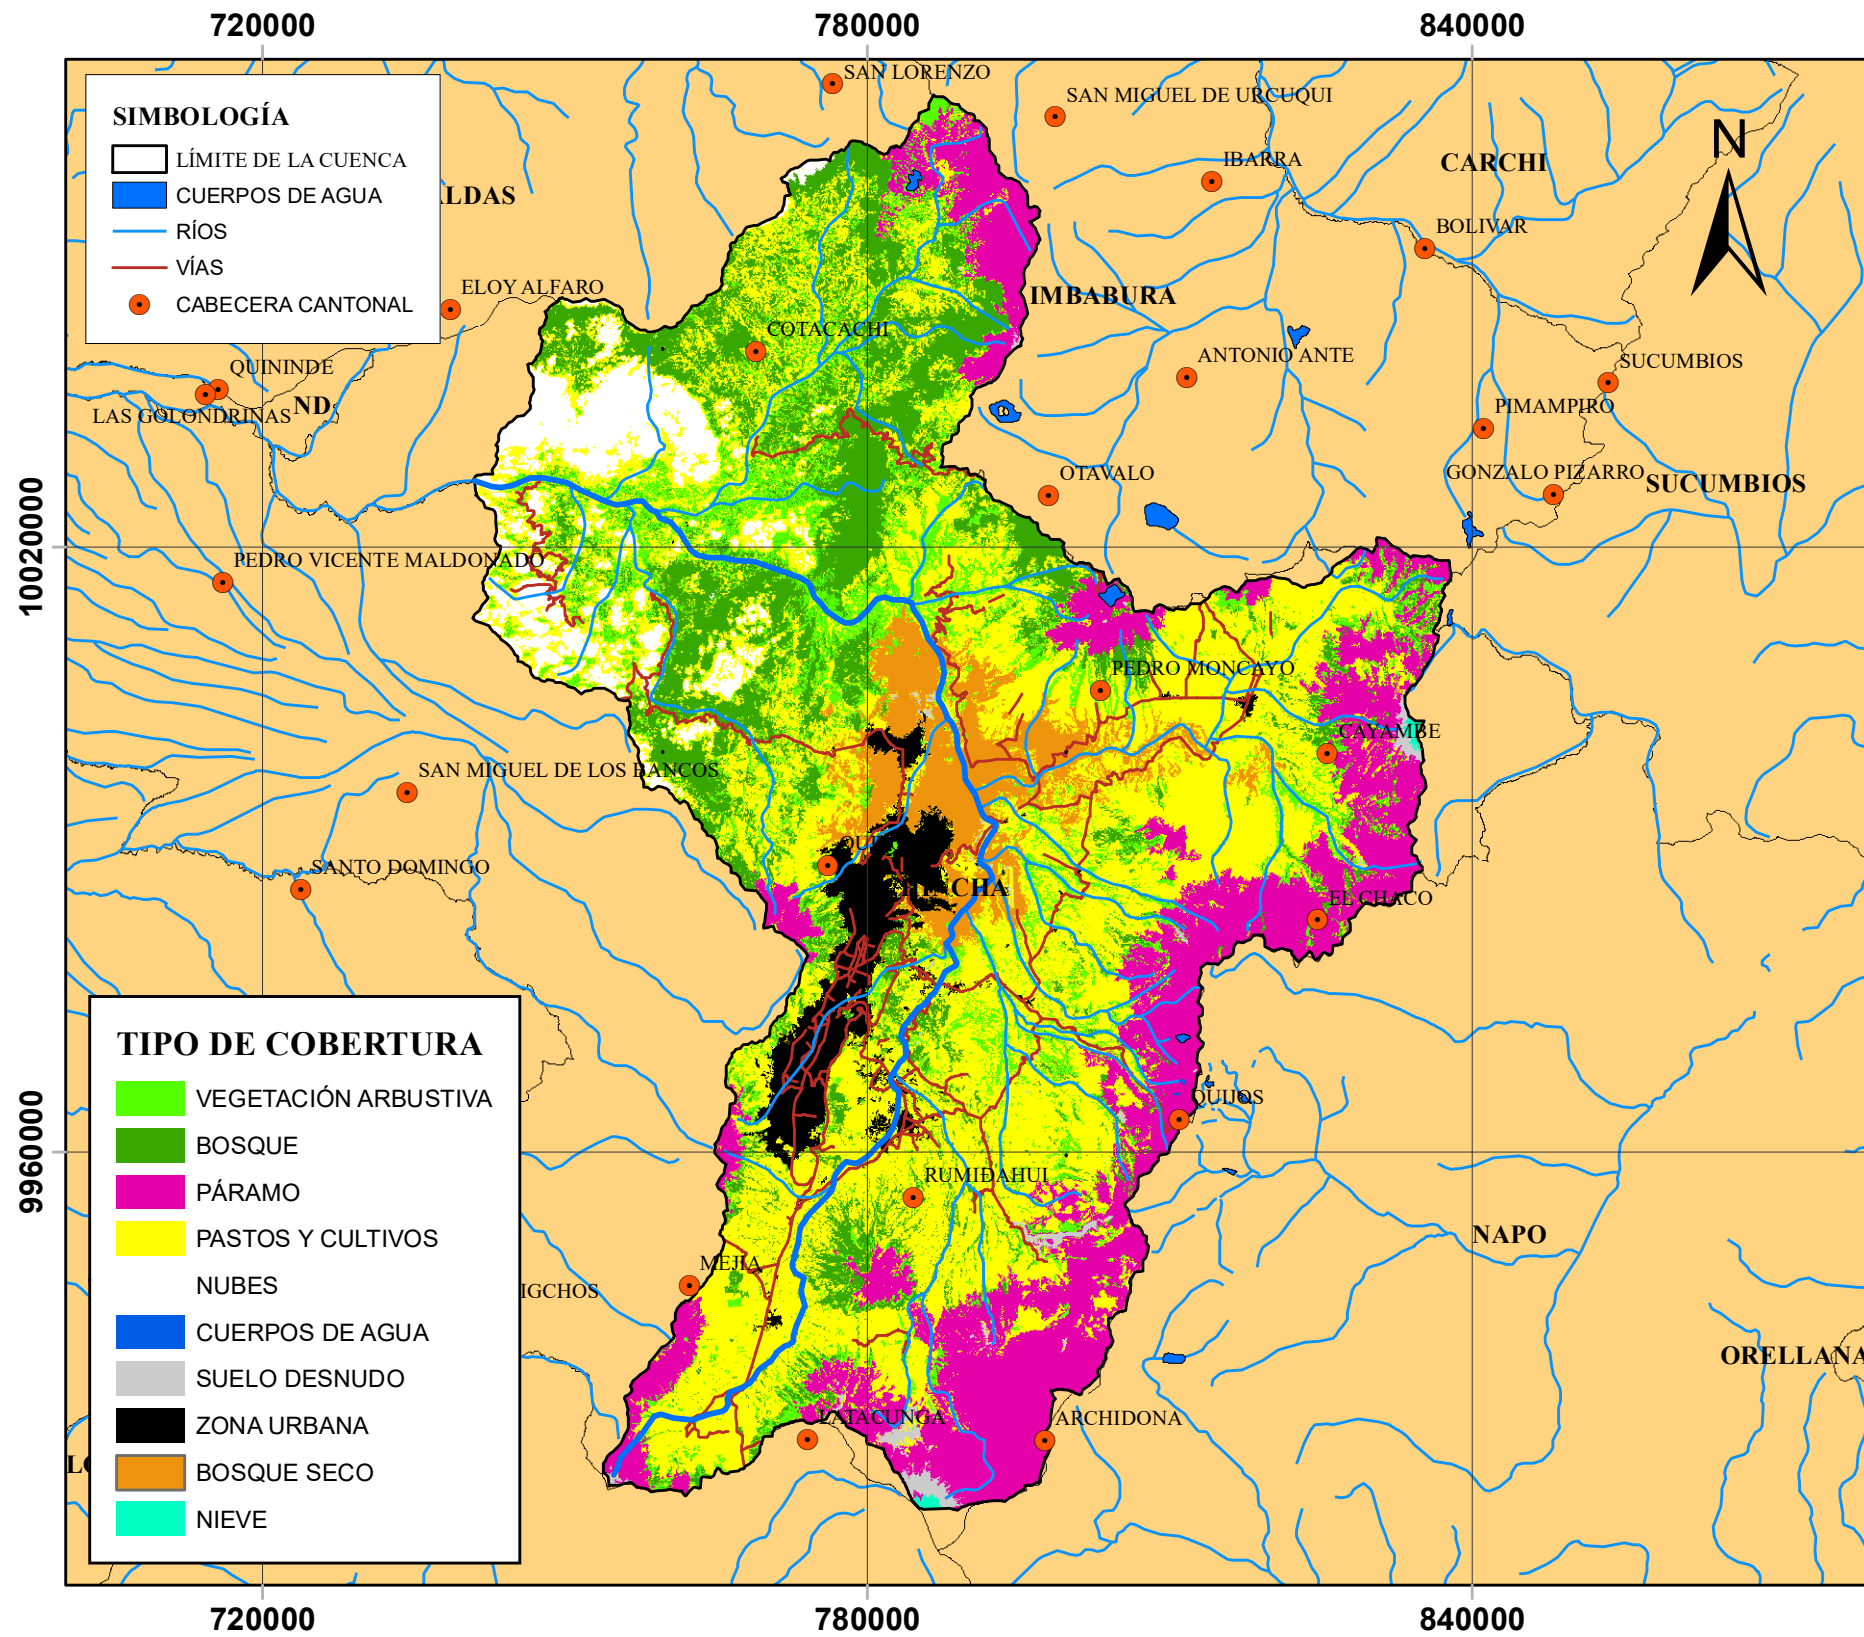 720000
780000
840000
SIMBOLOGÍA
LÍMITE DE LA CUENCA
CUERPOS DE AGUA
RÍOS
VÍAS
CABECERA CANTONAL
ALDAS
SAN LORENZO
SAN MIGUEL DE URCUQUI
IBARRA
CARCHI
N
BOLIVAR
ELOY ALFARO
IMBABURA
COTACACHI
ANTONIO ANTE
SUCUMBIOS
QUININDE
LAS GOLONDRINAS
ND
PIMAMPIRO
OTAVALO
GONZALO PIZARRO
SUCUMBIOS
10020000
PEDRO VICENTE MALDONADO
PEDRO MONCAYO
CAYAMBE
SAN MIGUEL DE LOS BANCOS
SANTO DOMINGO
QUI
HINCHA
EL CHACO
QUIJOS
9960000
RUMIÐAHUI
NAPO
MEJIA
IGCHOS
ORELLANA
LATACUNGA
ARCHIDONA
TIPO DE COBERTURA
VEGETACIÓN ARBUSTIVA
BOSQUE
PÁRAMO
PASTOS Y CULTIVOS
NUBES
CUERPOS DE AGUA
SUELO DESNUDO
ZONA URBANA
BOSQUE SECO
NIEVE
720000
780000
840000